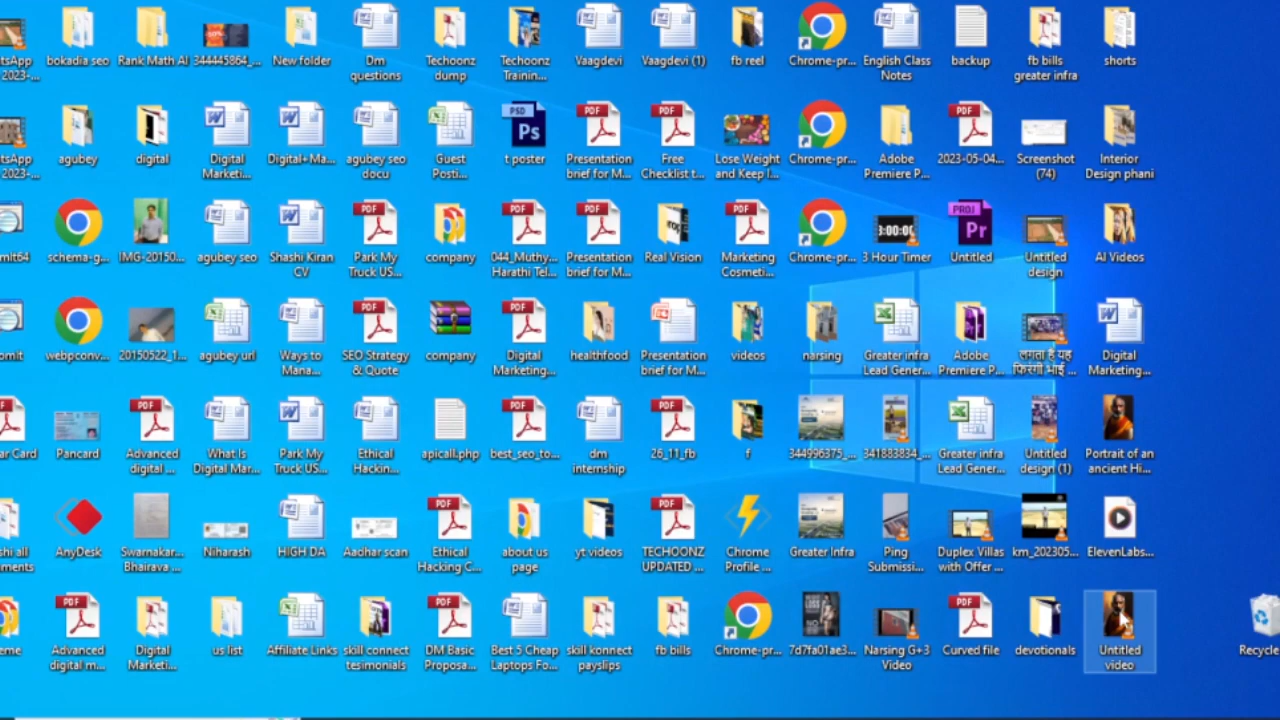 tsApp
2023-...
bokadia seo
Rank Math AI
344445864_...
New folder
Dm
questions
Techoonz
dump
Techoonz
Trainin...
Vaagdevi
Vaagdevi (1)
fb reel
Chrome-pr...
English Class
Notes
backup
fb bills
greater infra
shorts
tsApp
2023-...
agubey
digital
Digital
Marketi...
Digital+Ma...
agubey seo
docu
Guest
Posti...
t poster
Presentation
brief for M...
Free
Checklist t...
Lose Weight
and Keep I...
Chrome-pr...
Adobe
Premiere P...
2023-05-04...
Screenshot
(74)
Interior
Design phani
mlt64
schema-g...
IMG-20150...
agubey seo
Shashi Kiran
CV
Park My
Truck US...
company
044_Muthy...
Harathi Tel...
Presentation
brief for M...
Real Vision
Marketing
Cosmeti...
Chrome-pr...
3 Hour Timer
Untitled
Untitled
design
AI Videos
omit
webpconv...
20150522_1...
agubey url
Ways to
Mana...
SEO Strategy
& Quote
company
Digital
Marketing...
healthfood
Presentation
brief for M...
videos
narsing
Greater infra
Lead Gener...
Adobe
Premiere P...
लगता है यह
फिरंगी भाई ...
Digital
Marketing...
ar Card
Pancard
Advanced
digital ...
What Is
Digital Mar...
Park My
Truck US...
Ethical
Hackin...
apicall.php
best_seo_to...
dm
internship
26_11_fb
f
344996375_...
341883834_...
Greater infra
Lead Gener...
Untitled
design (1)
Portrait of an
ancient Hi...
shi all
ments
AnyDesk
Swarnakar...
Bhairava ...
Niharash
HIGH DA
Aadhar scan
Ethical
Hacking C...
about us
page
yt videos
TECHOONZ
UPDATED ...
Chrome
Profile ...
Greater Infra
Ping
Submissi...
Duplex Villas
with Offer ...
km_202305...
ElevenLabs...
eme
Advanced
digital m...
Digital
Marketi...
us list
Affiliate Links
skill connect
tesimonials
DM Basic
Proposa...
Best 5 Cheap
Laptops Fo...
skill konnect
payslips
fb bills
Chrome-pr...
7d7fa01ae3...
Narsing G+3
Video
Curved file
devotionals
Untitled
video
Recycle